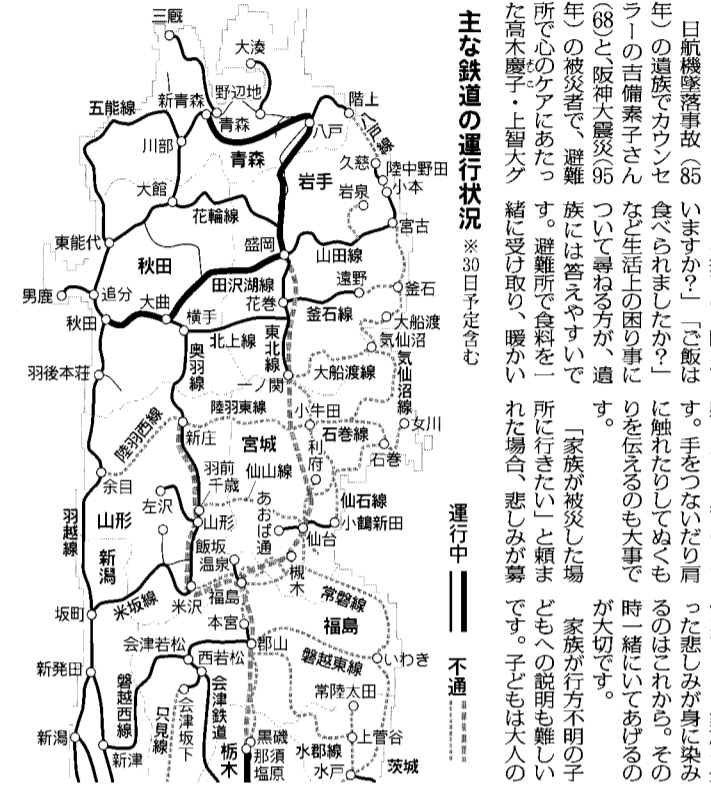 日航機墜落事故（85
年）の遺族でカウンセ
ラーの吉備素子さん
（68）と、阪神大震災（95
年）の被災者で、避難
所で心のケアにあたっ
た高木慶子・上智大グ
いますか？」「ご飯は
食べられましたか？」
など生活上の困り事に
ついて尋ねる方が、遺
族には答えやすいで
す。避難所で食料を一
緒に受け取り、暖かい
す。手をつないだり肩
に触れたりしてぬくも
りを伝えるのも大事で
す。
「家族が被災した場
所に行きたい」と頼ま
れた場合、悲しみが募
った悲しみが身に染み
るのはこれから。その
時一緒にいてあげるの
が大切です。
家族が行方不明の子
どもへの説明も難しい
です。子どもは大人の
主な鉄道の運行状況 ※30日予定含む
運行中
不通
三厩
大湊
新青森
野辺地
五能線
青森
階上
八戸
八戸線
川部
青森
久慈
陸中野田
岩手
大館
岩泉
小本
花輪線
宮古
東能代
盛岡
山田線
秋田
田沢湖線
遠野
男鹿
追分
大曲
花巻
釜石
釜石線
秋田
横手
大船渡
北上線
東北線
気仙沼
奥羽線
羽後本荘
一ノ関
大船渡線
気仙沼線
陸羽東線
小牛田
陸羽西線
新庄
宮城
石巻線
女川
利府
石巻
羽前
千歳
仙山線
余目
左沢
あおば通
仙石線
山形
山形
小鶴新田
羽越線
仙台
新潟
飯坂
温泉
槻木
坂町
米坂線
米沢
福島
常磐線
本宮
福島
会津若松
郡山
西若松
磐越東線
いわき
新発田
磐越西線
只見線
会津坂下
会津鉄道
常陸太田
新潟
新津
栃木
黒磯
那須
塩原
水郡線
上菅谷
水戸
茨城